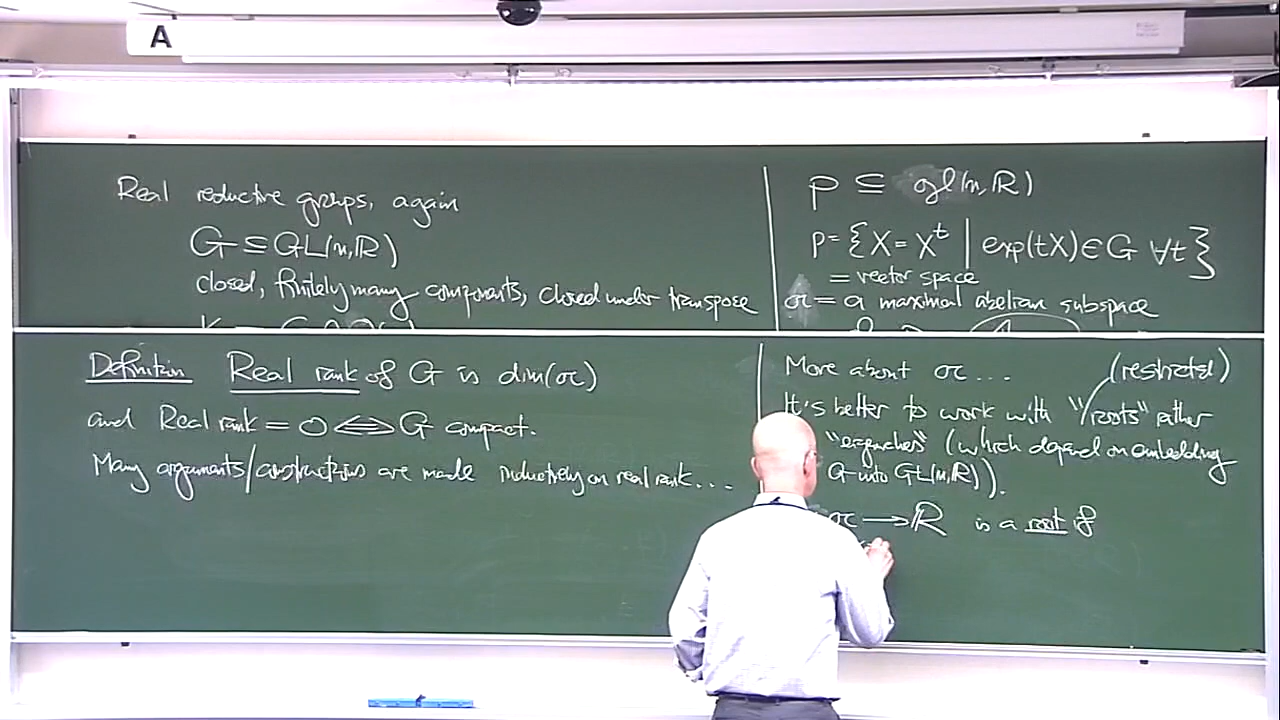 A
Real reductive groups, again
G ⊆ GL(n,ℝ)
closed, finitely many components, closed under transpose
p ⊆ gl(n,ℝ)
p = {X = Xᵗ | exp(tX) ∈ G ∀t}
= vector space
𝔞 = a maximal abelian subspace
Definition Real rank of G is dim(𝔞)
and Real rank = 0 ⟺ G compact.
Many arguments/constructions are made inductively on real rank...
More about 𝔞 ... (restricted)
It's better to work with "roots" rather
"eigenvalues" (which depend on embedding
G into GL(n,ℝ)).
𝔞 → ℝ is a root if